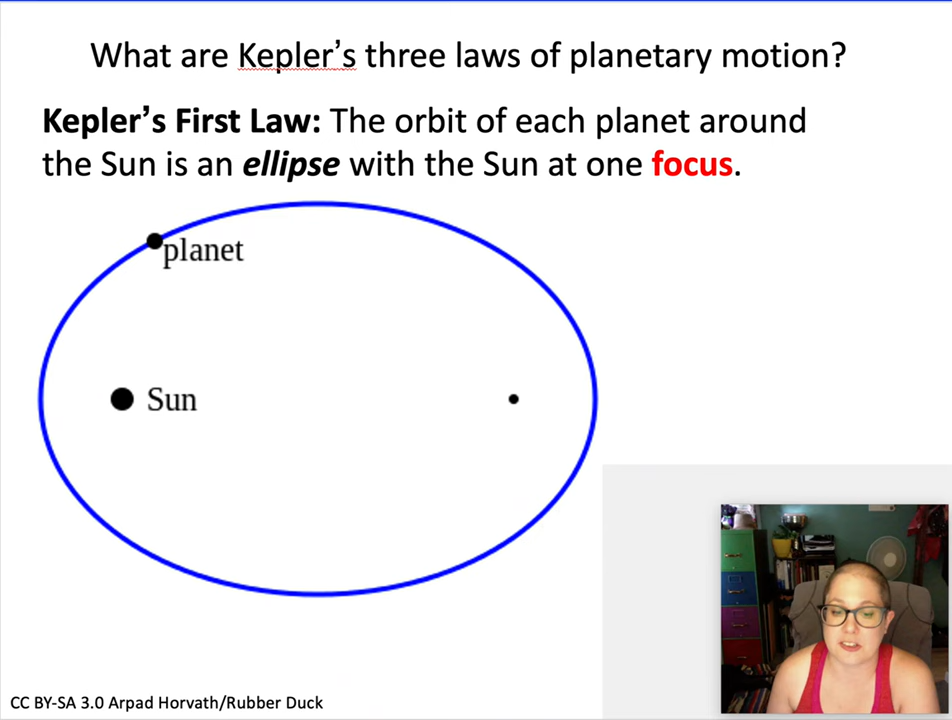 What are Kepler’s three laws of planetary motion?
Kepler’s First Law: The orbit of each planet around
the Sun is an ellipse with the Sun at one focus.
planet
Sun
CC BY-SA 3.0 Arpad Horvath/Rubber Duck